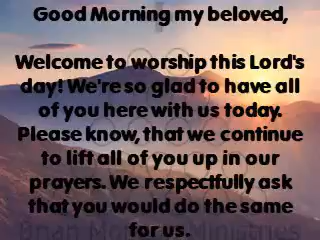 Good Morning my beloved,
Welcome to worship this Lord's
day! We're so glad to have all
of you here with us today.
Please know, that we continue
to lift all of you up in our
prayers. We respectfully ask
that you would do the same
for us.